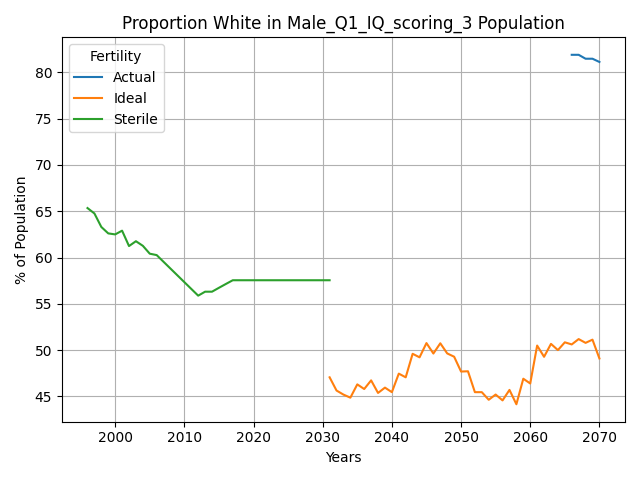 Proportion White in Male_Q1_IQ_scoring_3 Population
Fertility
Actual
Ideal
Sterile
% of Population
80
75
70
65
60
55
50
45
2000 2010 2020 2030 2040 2050 2060 2070
Years